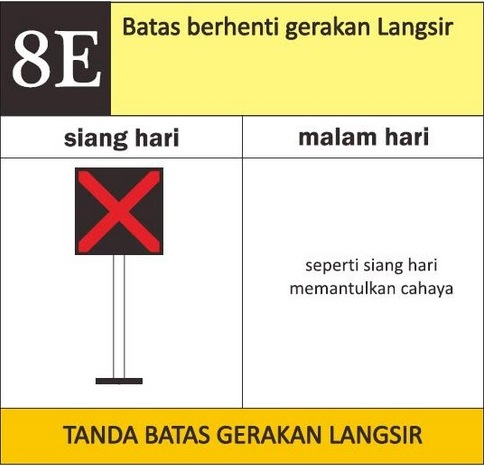 8E
Batas berhenti gerakan Langsir
siang hari
malam hari
seperti siang hari
memantulkan cahaya
TANDA BATAS GERAKAN LANGSIR